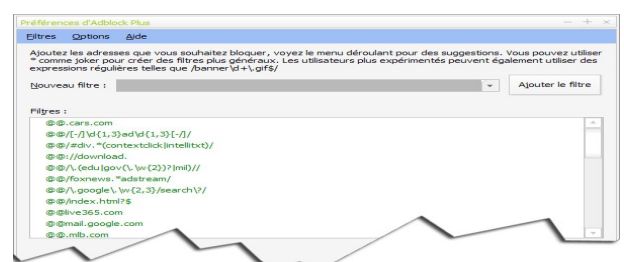 Préférences d'Adblock Plus
Filtres Options Aide
Ajoutez les adresses que vous souhaitez bloquer, voyez le menu déroulant pour des suggestions. Vous pouvez utiliser
* comme joker pour créer des filtres plus généraux. Les utilisateurs plus expérimentés peuvent également utiliser des
expressions régulières telles que /banner\d+\.gif$/
Nouveau filtre :
Ajouter le filtre
Filtres :
@@.cars.com
@@/[-/]\d{1,3}ad\d{1,3}[-/]/
@@/#div.*(contextclick|intellitxt)/
@@://download.
@@/\.(edu|gov(\.\w{2})?|mil)//
@@/foxnews.*adstream/
@@/\.google\.\w{2,3}/search\?/
@@/index.html?$
@@live365.com
@@mail.google.com
@@.mlb.com